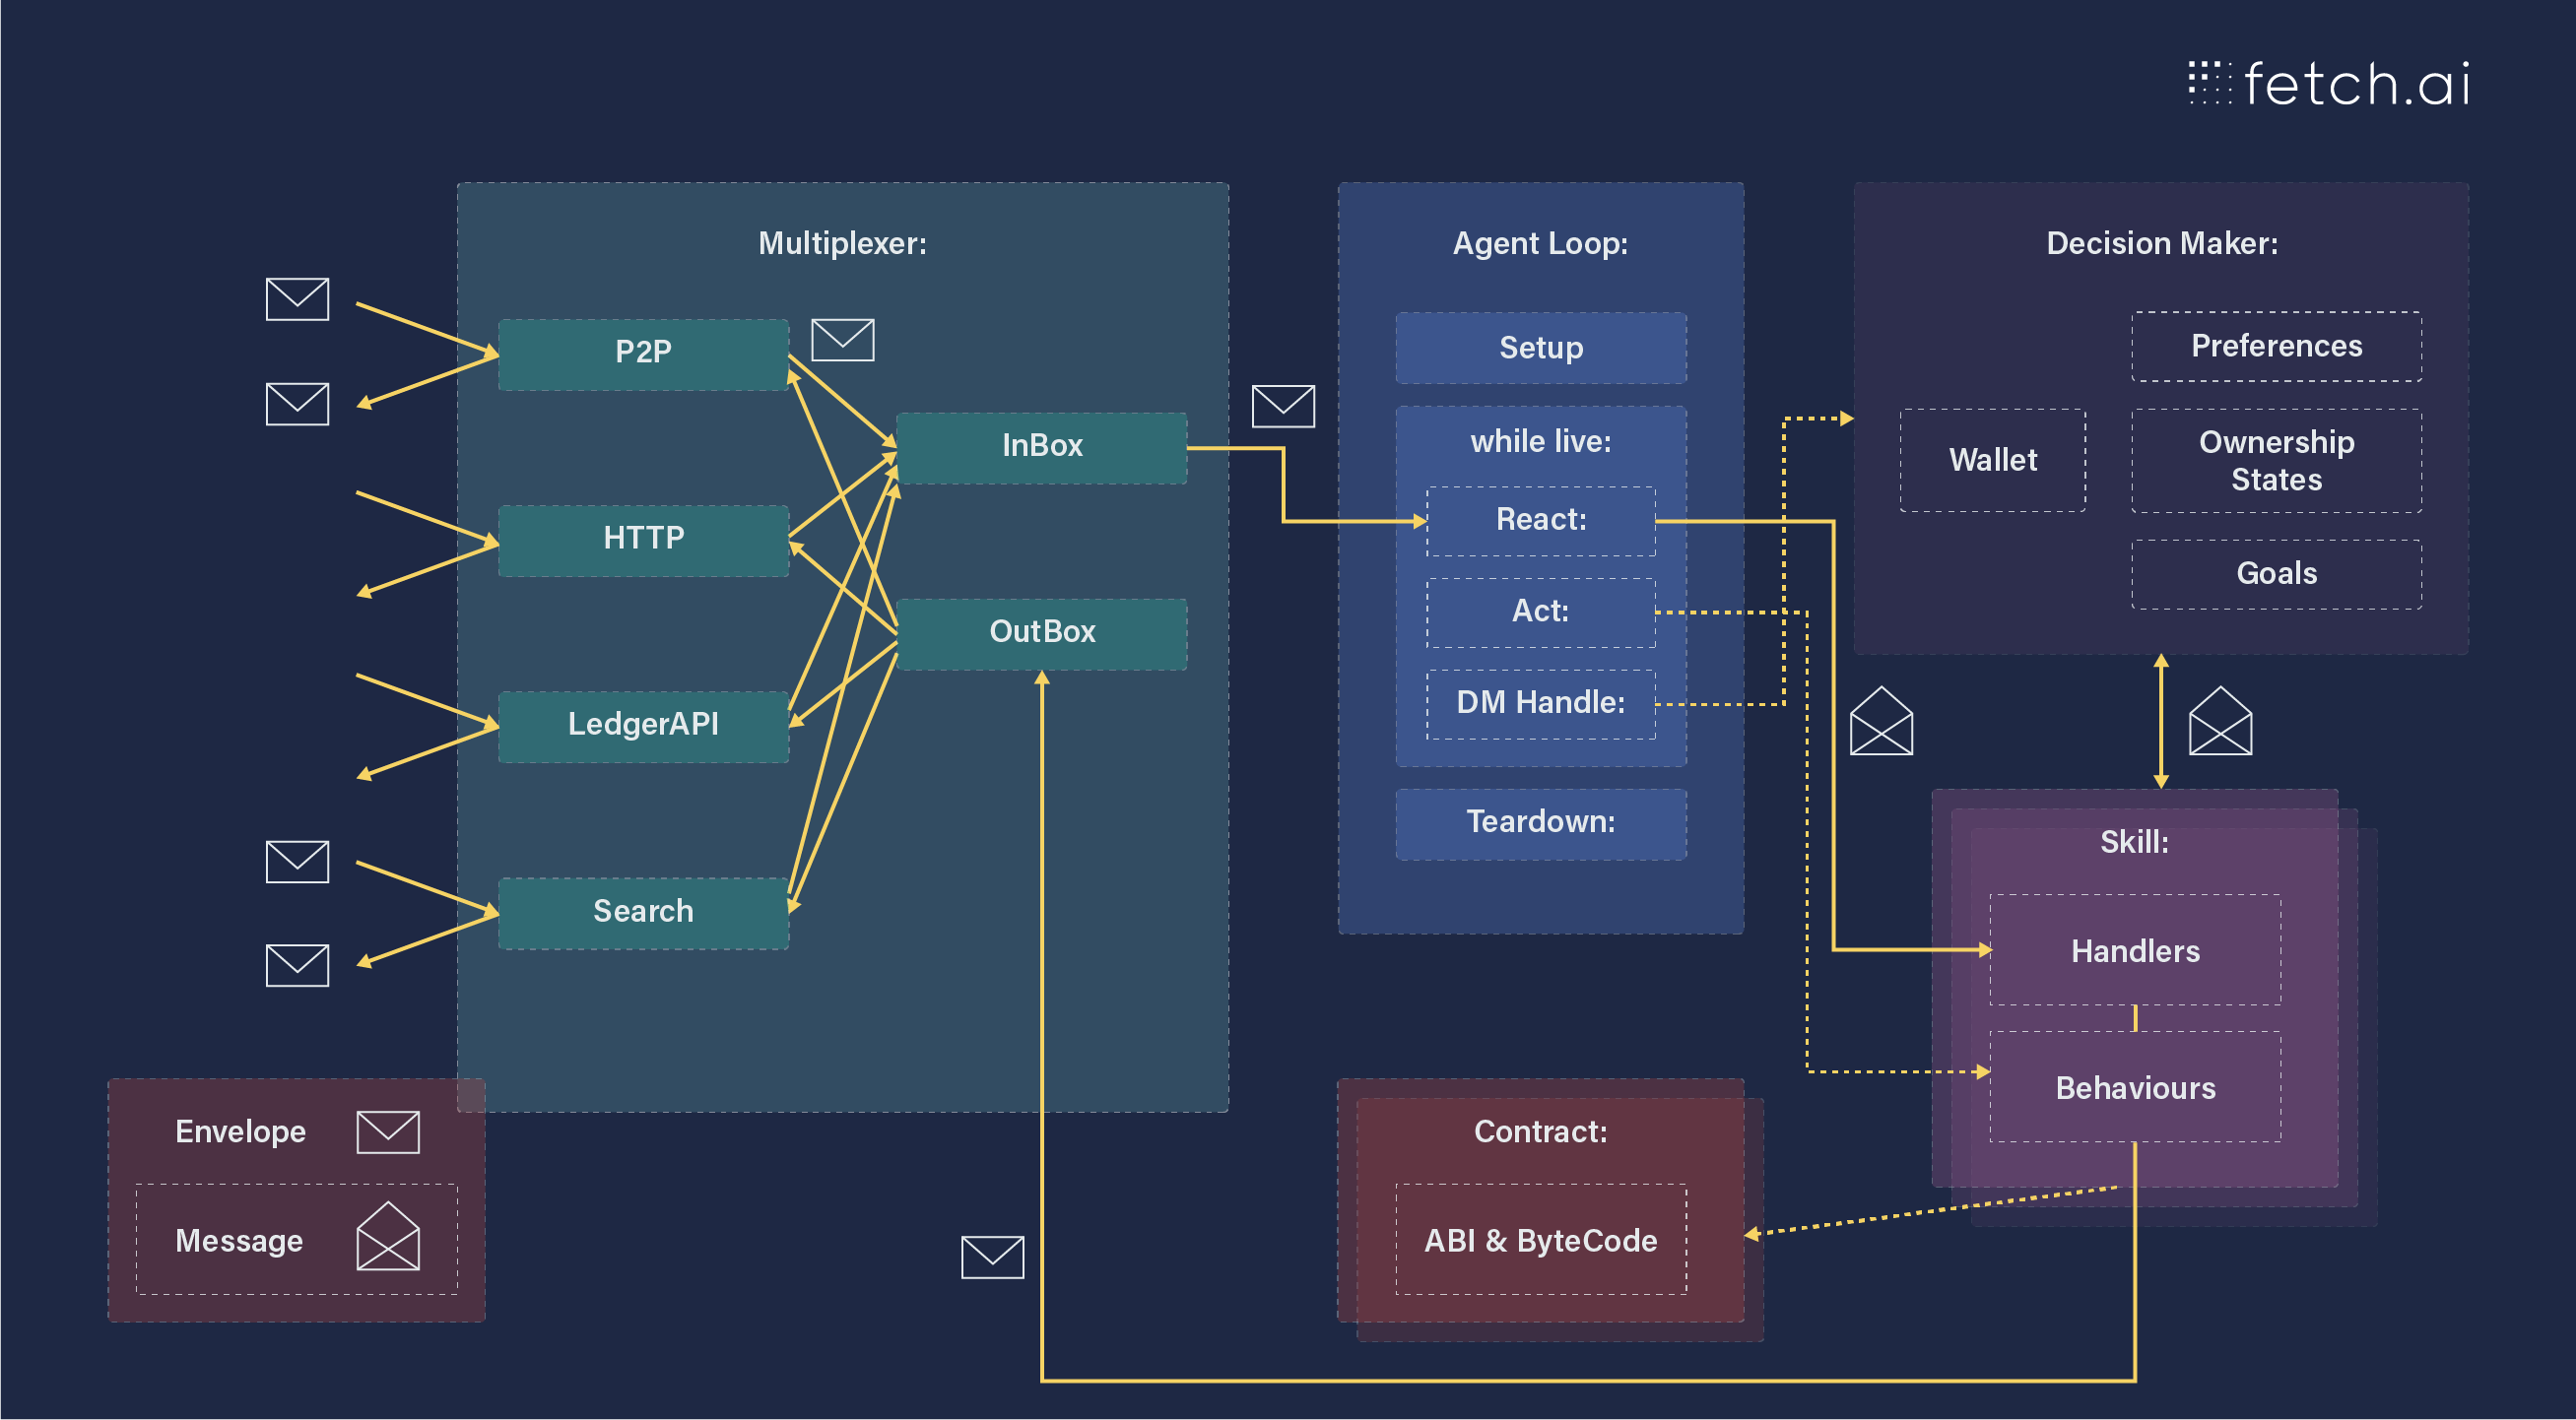 fetch.ai
Multiplexer:
P2P
HTTP
LedgerAPI
Search
InBox
OutBox
Agent Loop:
Setup
while live:
React:
Act:
DM Handle:
Teardown:
Decision Maker:
Wallet
Preferences
Ownership
States
Goals
Skill:
Handlers
Behaviours
Contract:
ABI & ByteCode
Envelope
Message